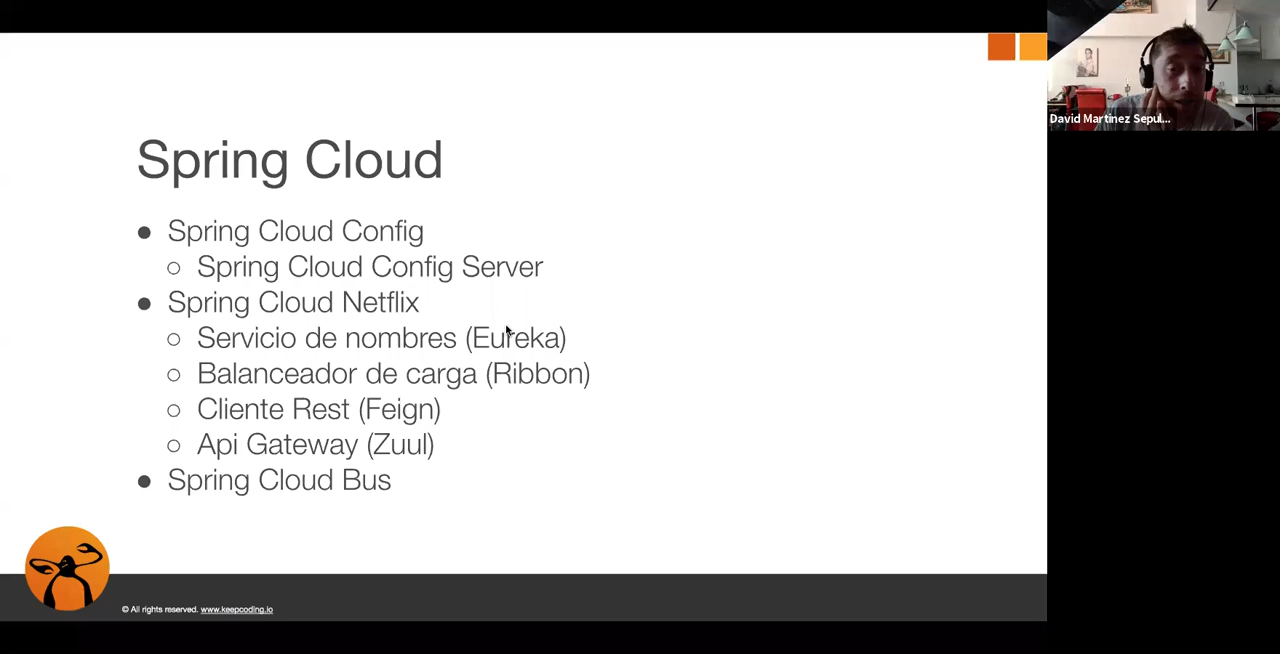 Spring Cloud
● Spring Cloud Config
○ Spring Cloud Config Server
● Spring Cloud Netflix
○ Servicio de nombres (Eureka)
○ Balanceador de carga (Ribbon)
○ Cliente Rest (Feign)
○ Api Gateway (Zuul)
● Spring Cloud Bus
© All rights reserved. www.keepcoding.io
David Martinez Sepul...